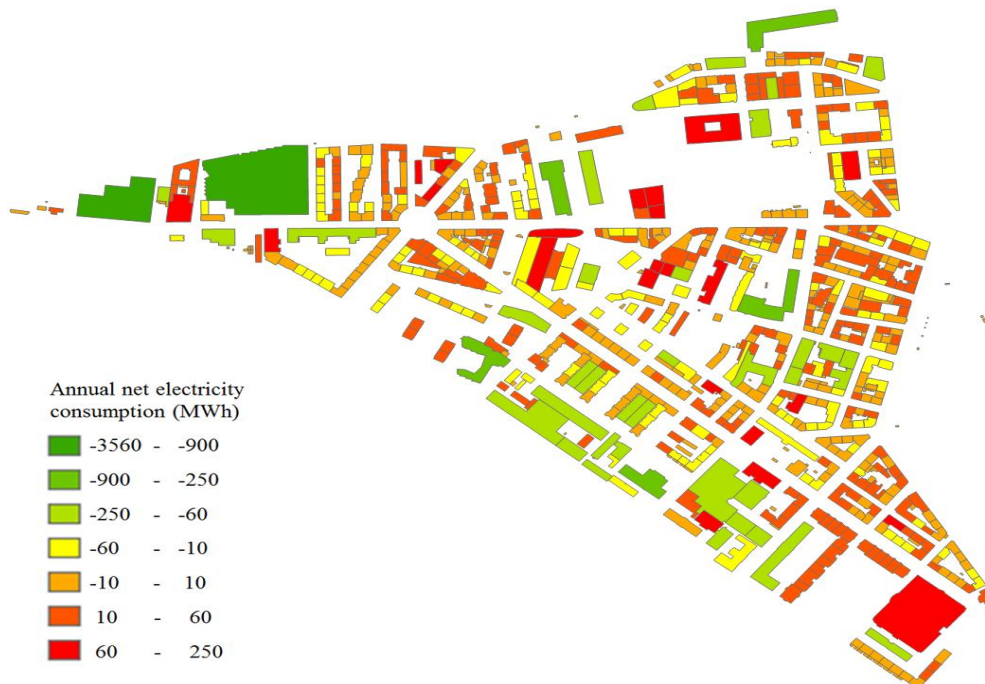 Annual net electricity
consumption (MWh)
-3560 - -900
-900 - -250
-250 - -60
-60 - -10
-10 - 10
10 - 60
60 - 250